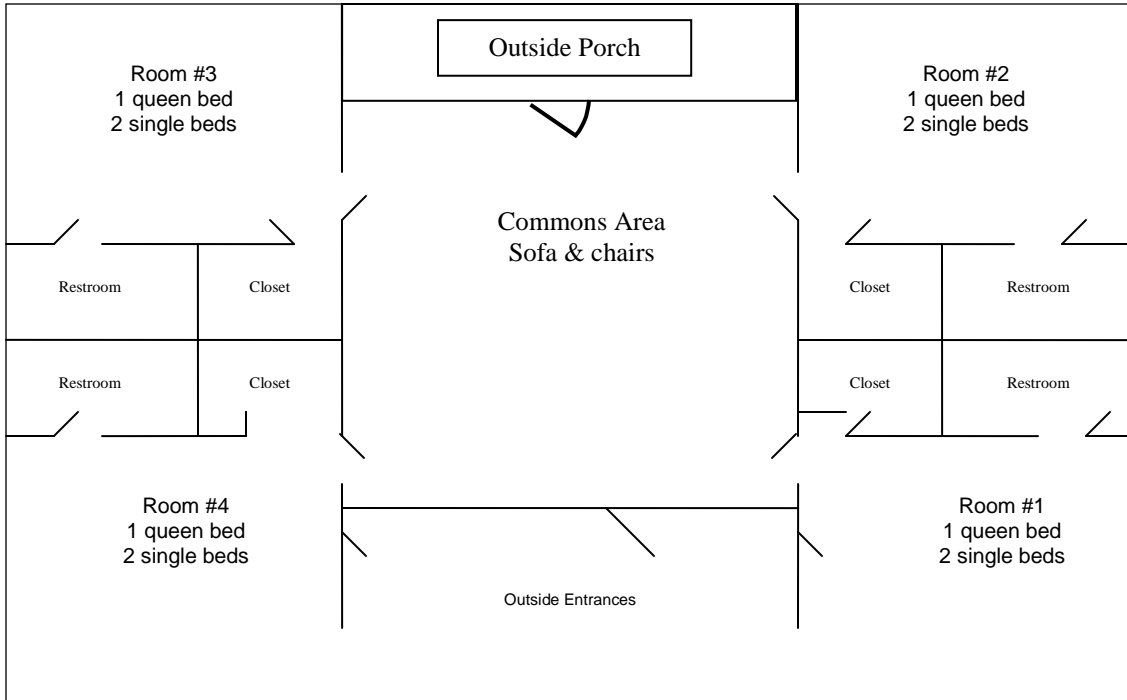 Outside Porch
Room #3
1 queen bed
2 single beds
Room #2
1 queen bed
2 single beds
Commons Area
Sofa & chairs
Restroom
Closet
Closet
Restroom
Restroom
Closet
Closet
Restroom
Room #4
1 queen bed
2 single beds
Room #1
1 queen bed
2 single beds
Outside Entrances